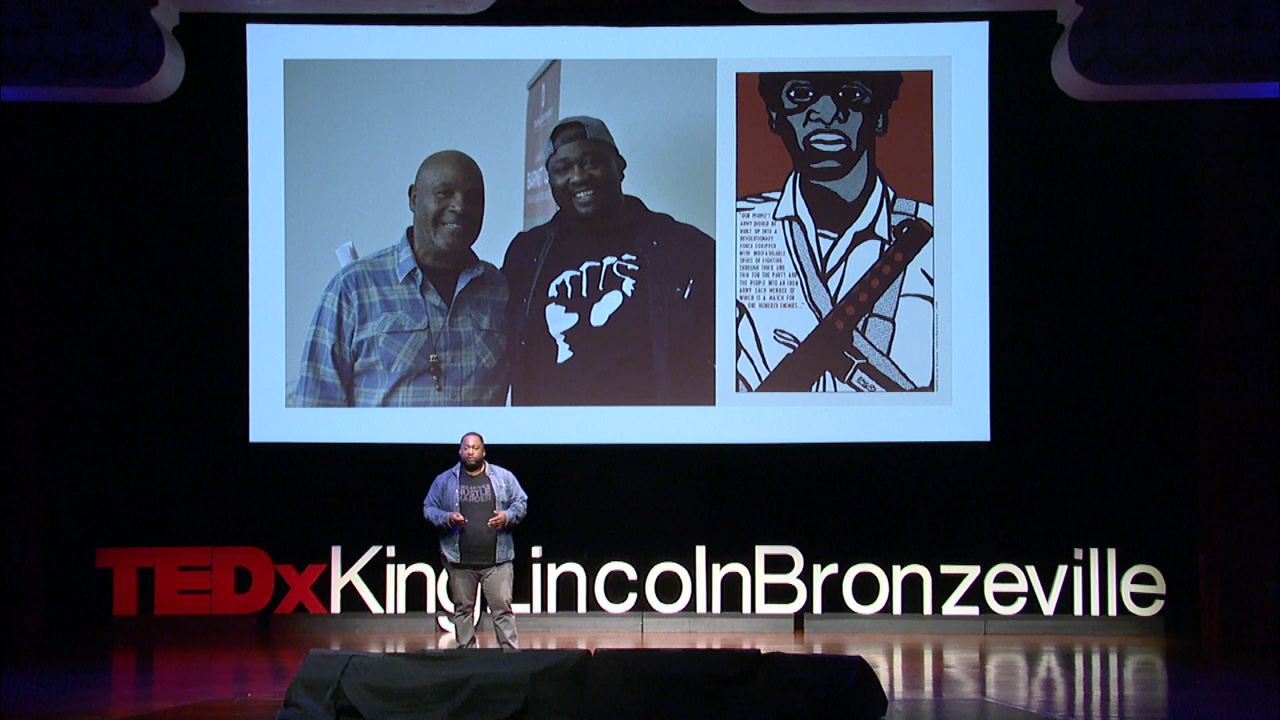 "OUR PEOPLE'S
ARMY SHOULD BE
BUILT UP INTO A
REVOLUTIONARY
FORCE EQUIPPED
WITH INDEFATIGABLE
SPIRIT OF FIGHTING
THROUGH THICK AND
THIN FOR THE PARTY AND
THE PEOPLE INTO AN IRON
ARMY EACH MEMBER OF
WHICH IS A MATCH FOR
ONE HUNDRED ENEMIES..."
HUSTLE
HARDER
TEDxKingLincolnBronzeville